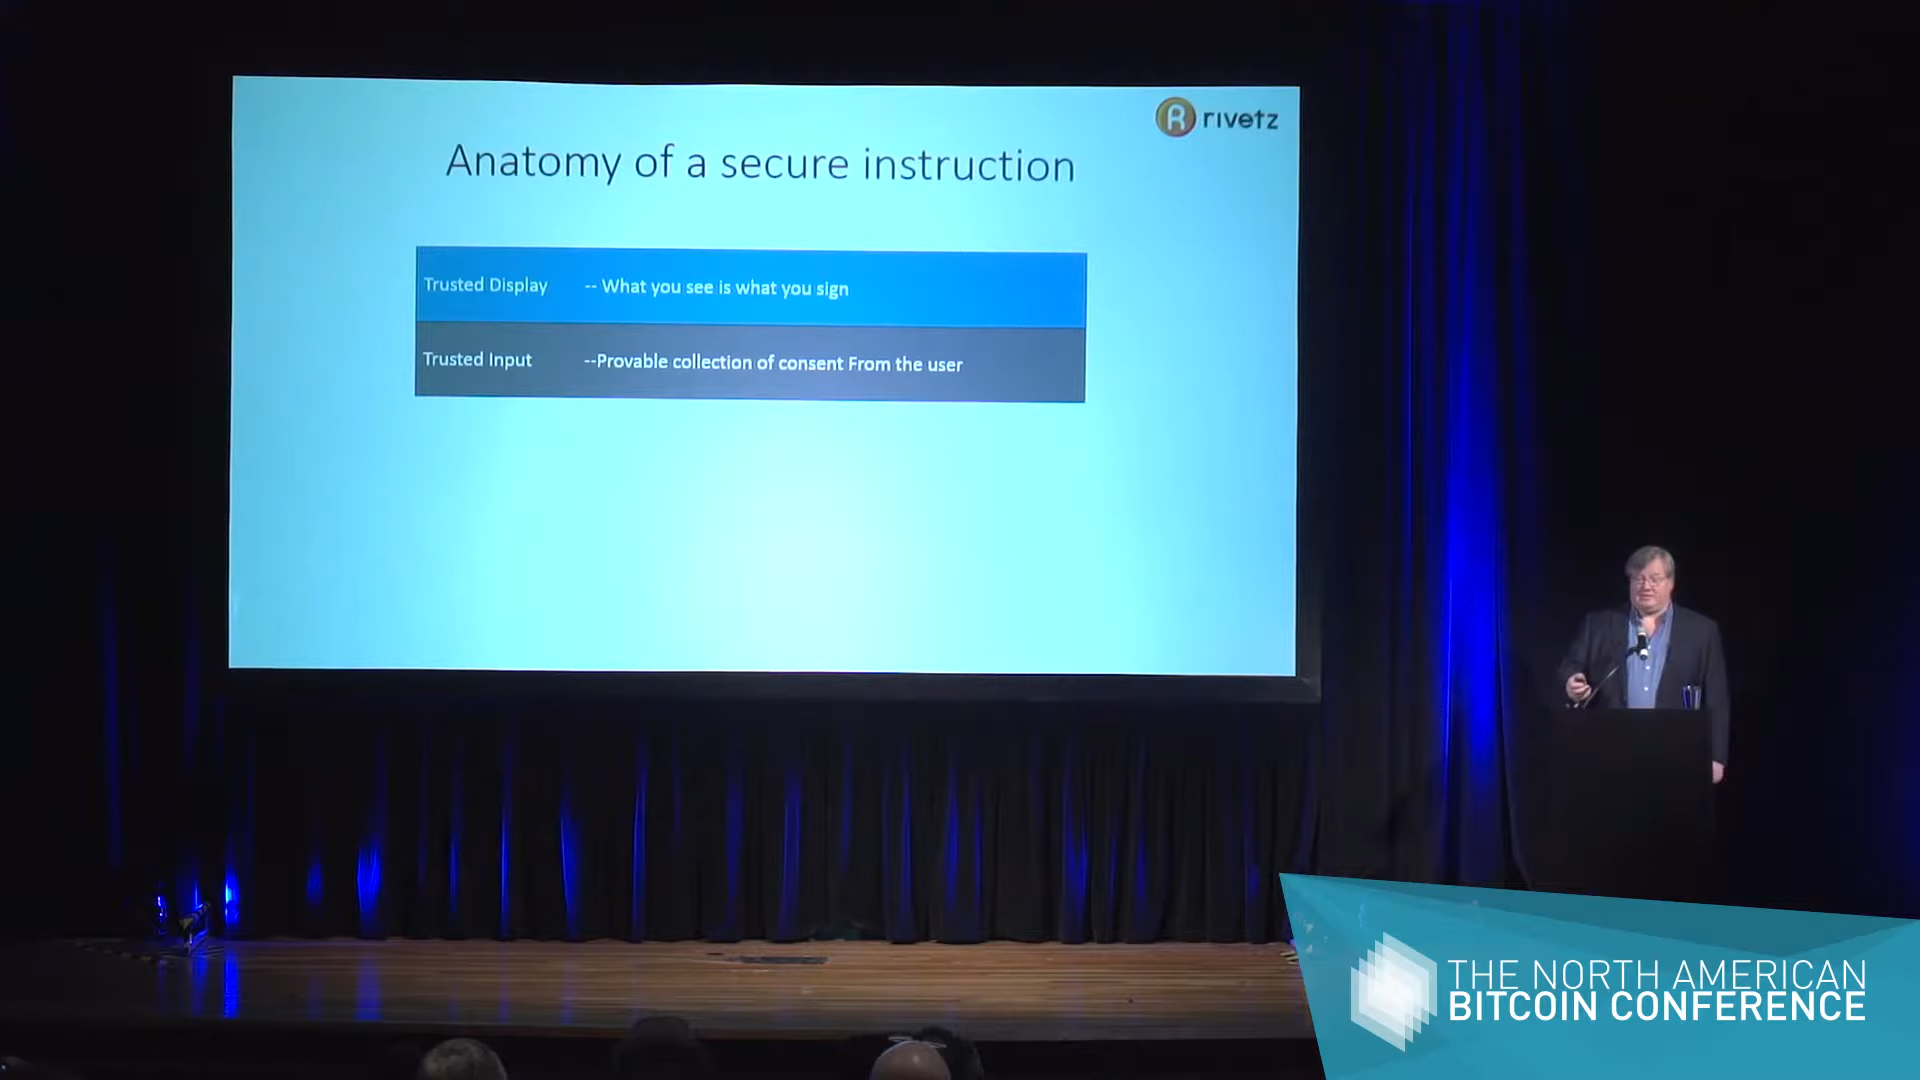 R rivetz
Anatomy of a secure instruction
Trusted Display -- What you see is what you sign
Trusted Input --Provable collection of consent From the user
THE NORTH AMERICAN
BITCOIN CONFERENCE